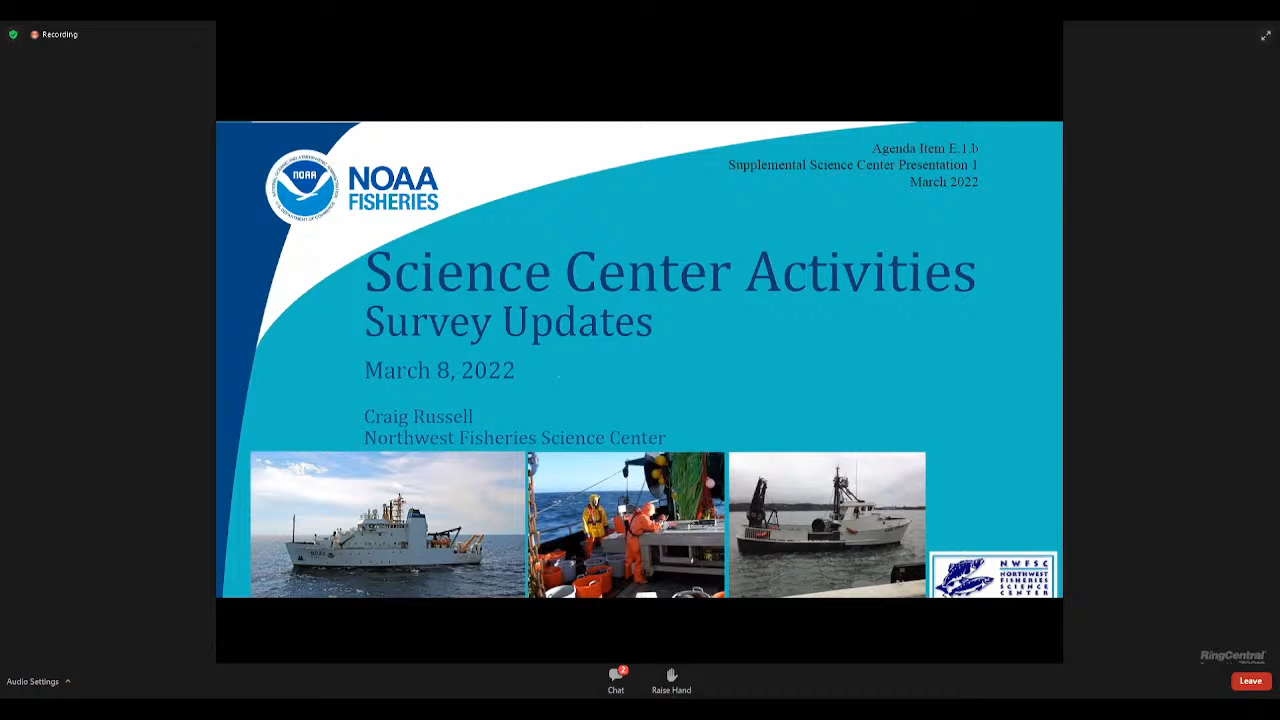 Recording
Agenda Item E.1.b
Supplemental Science Center Presentation 1
March 2022
NOAA
NOAA
FISHERIES
Science Center Activities
Survey Updates
March 8, 2022
Craig Russell
Northwest Fisheries Science Center
NOAA
NWFSC
NORTHWEST
FISHERIES
SCIENCE
CENTER
RingCentral
Audio Settings
2
Chat
Raise Hand
Leave